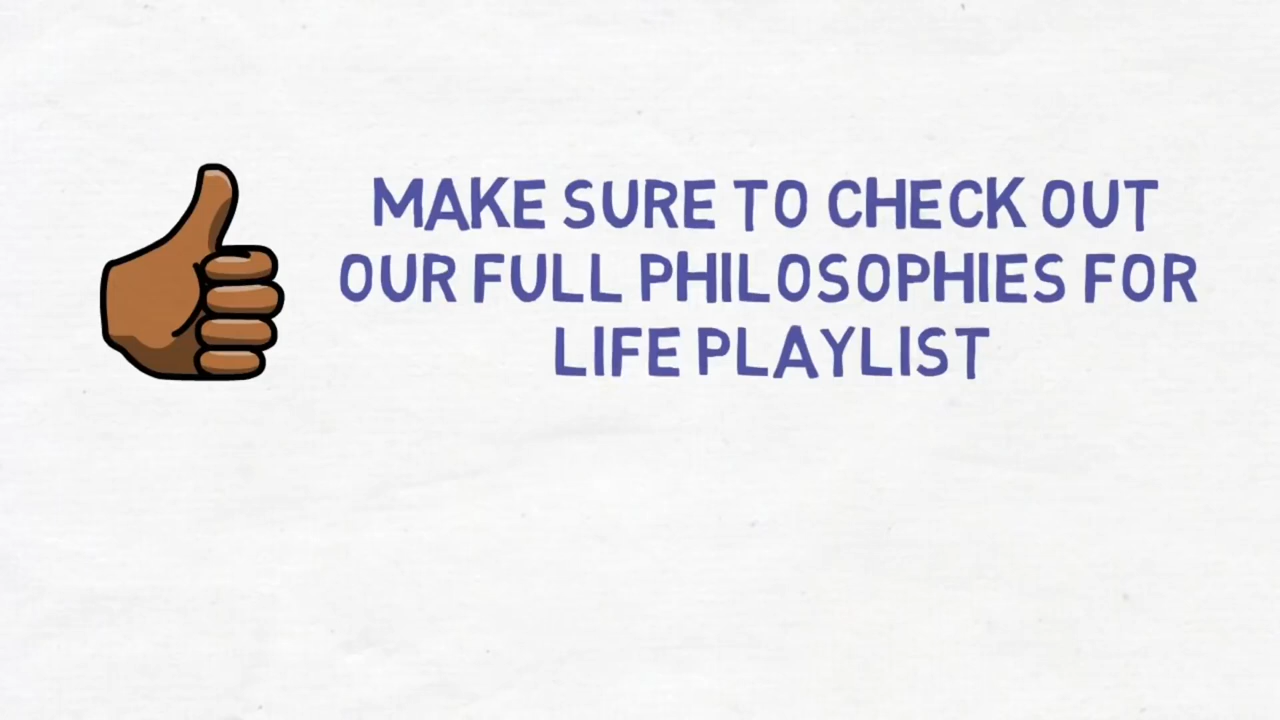 MAKE SURE TO CHECK OUT
OUR FULL PHILOSOPHIES FOR
LIFE PLAYLIST